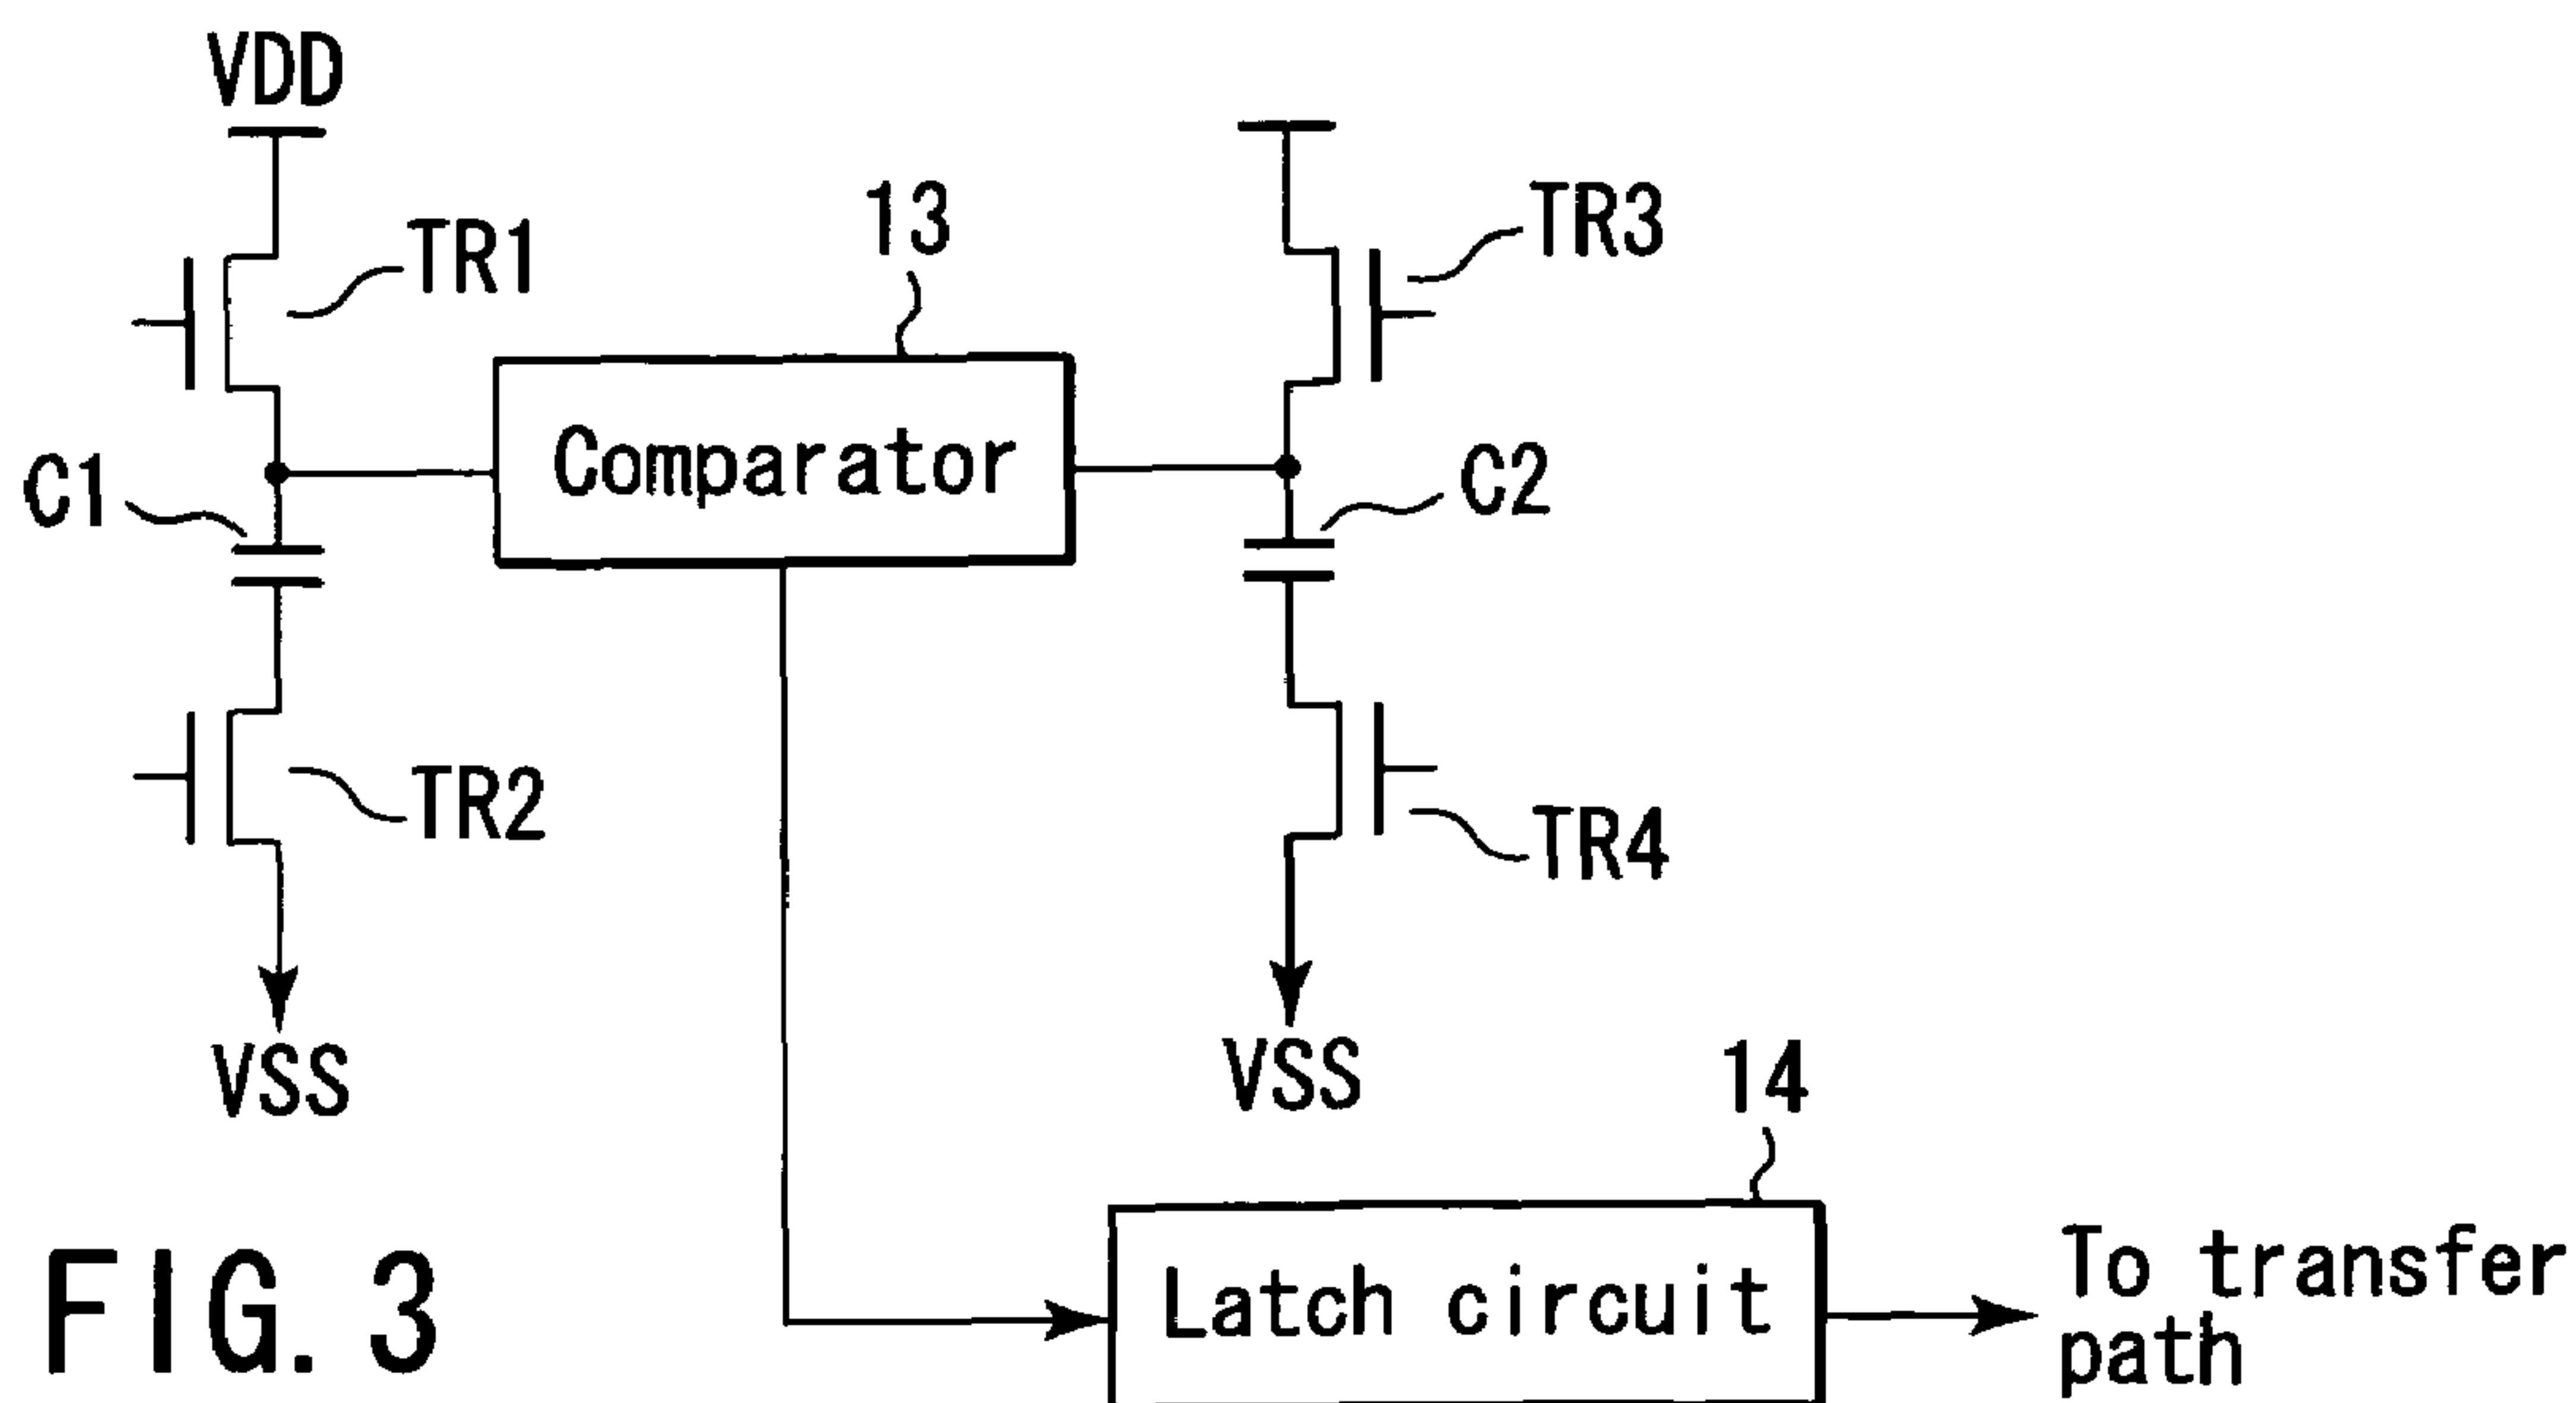 VDD
TR1
13
TR3
Comparator
C1
C2
TR2
TR4
VSS
VSS
14
Latch circuit
To transfer
path
FIG. 3